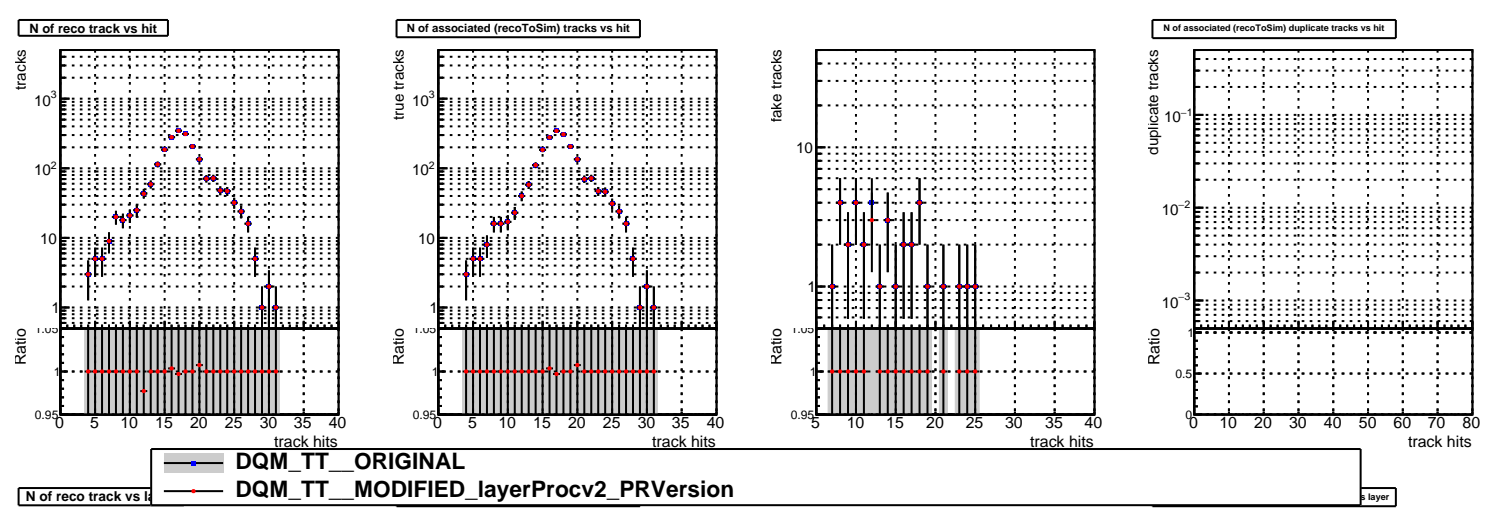 N of reco track vs hit
N of associated (recoToSim) tracks vs hit
N of associated (recoToSim) duplicate tracks vs hit
tracks
10³
10²
10
1
Ratio
1.05
1
0.95
0 5 10 15 20 25 30 35 40
track hits
true tracks
10³
10²
10
1
Ratio
1.05
1
0.95
0 5 10 15 20 25 30 35 40
track hits
fake tracks
10
1
Ratio
1.05
1
0.95
5 10 15 20 25 30 35 40
track hits
duplicate tracks
10⁻¹
10⁻²
10⁻³
Ratio
1
0.5
0
0 10 20 30 40 50 60 70 80
track hits
DQM_TT__ORIGINAL
DQM_TT__MODIFIED_layerProcv2_PRVersion
N of reco track vs la
s layer